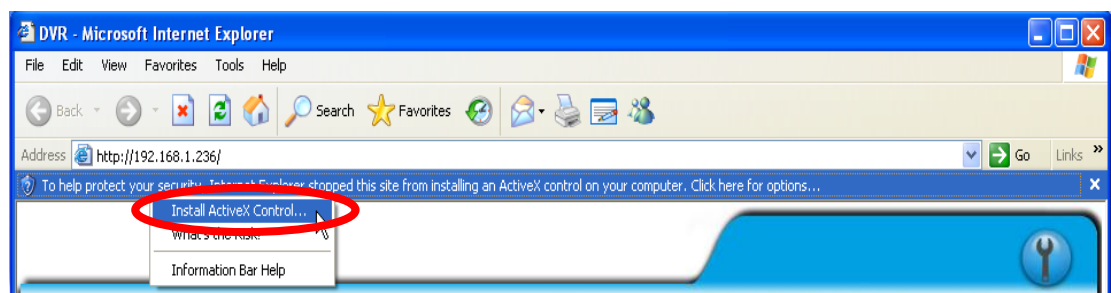 DVR - Microsoft Internet Explorer
File Edit View Favorites Tools Help
Back Search Favorites
Address http://192.168.1.236/ Go Links »
To help protect your security, Internet Explorer stopped this site from installing an ActiveX control on your computer. Click here for options...
Install ActiveX Control...
What's the Risk?
Information Bar Help